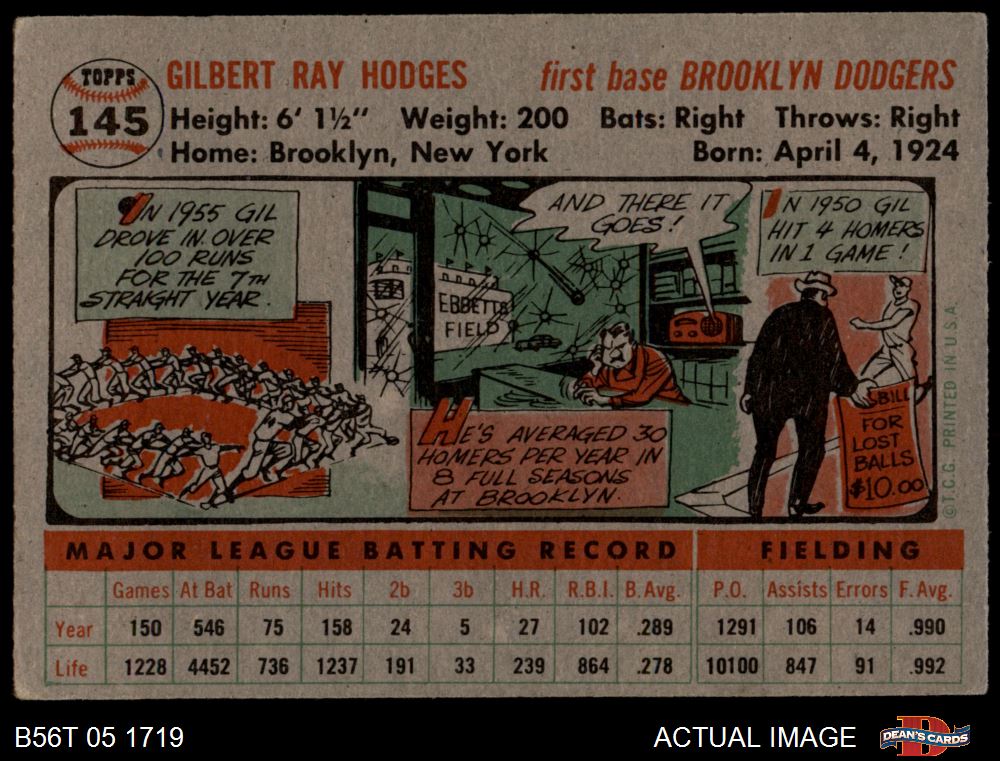 TOPPS
145
GILBERT RAY HODGES first base BROOKLYN DODGERS
Height: 6' 1½" Weight: 200 Bats: Right Throws: Right
Home: Brooklyn, New York Born: April 4, 1924
IN 1955 GIL
DROVE IN OVER
100 RUNS
FOR THE 7TH
STRAIGHT YEAR.
AND THERE IT
GOES!
EBBETTS
FIELD
HE'S AVERAGED 30
HOMERS PER YEAR IN
8 FULL SEASONS
AT BROOKLYN.
IN 1950 GIL
HIT 4 HOMERS
IN 1 GAME!
BILL
FOR
LOST
BALLS
$10.00
©T.C.G. PRINTED IN U.S.A.
MAJOR LEAGUE BATTING RECORD FIELDING
Games At Bat Runs Hits 2b 3b H.R. R.B.I. B. Avg. P.O. Assists Errors F. Avg.
Year 150 546 75 158 24 5 27 102 .289 1291 106 14 .990
Life 1228 4452 736 1237 191 33 239 864 .278 10100 847 91 .992
B56T 05 1719 ACTUAL IMAGE DEAN'S CARDS